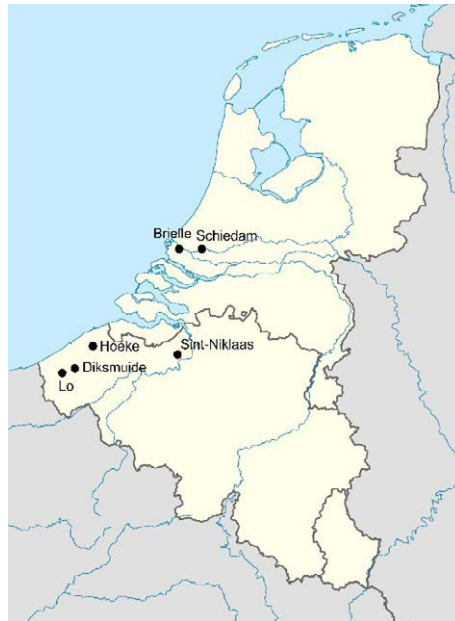 Brielle
Schiedam
Hoeke
Sint-Niklaas
Diksmuide
Lo